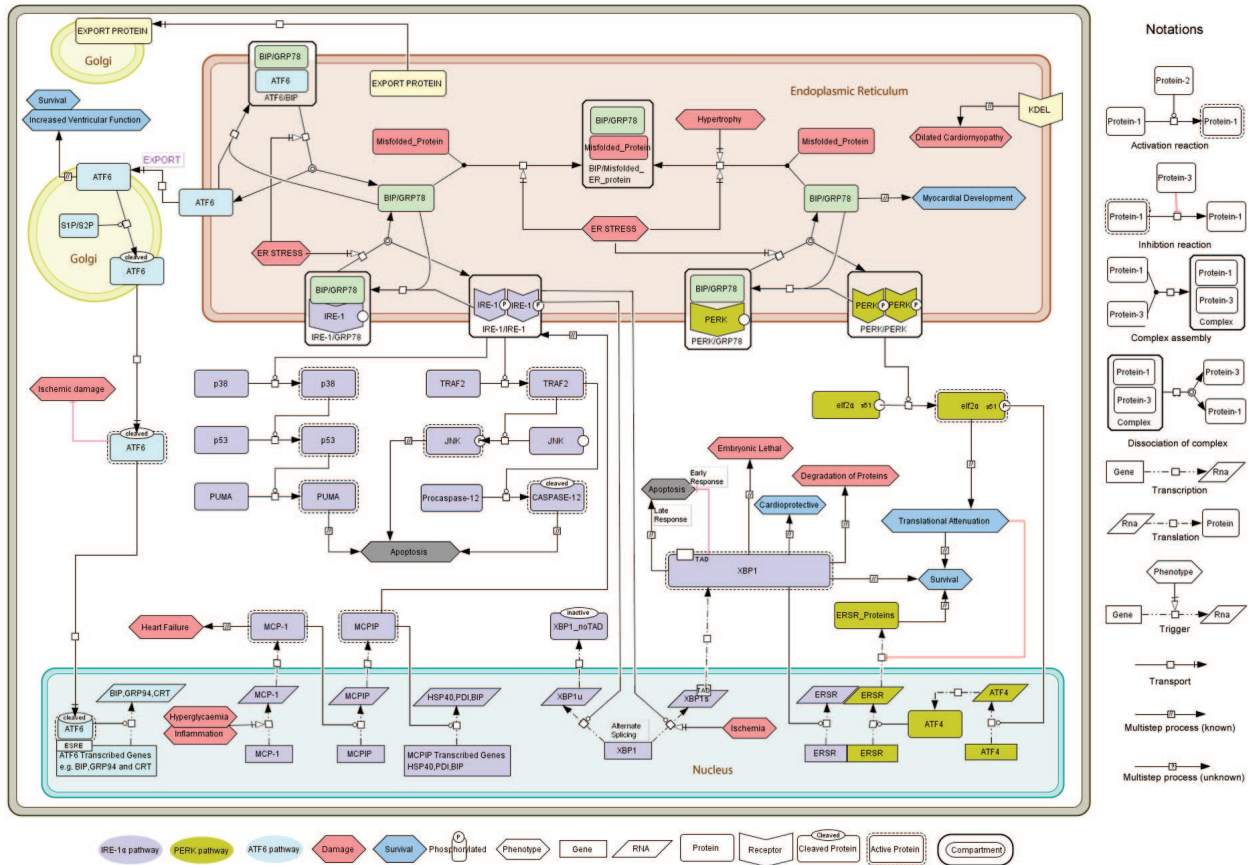 EXPORT PROTEIN
Golgi
BIP/GRP78
ATF6
ATF6/BIP
EXPORT PROTEIN
Endoplasmic Reticulum
KDEL
Survival
Increased Ventricular Function
Misfolded_Protein
BIP/GRP78
Misfolded_Protein
BIP/Misfolded_
ER_protein
Hypertrophy
Misfolded_Protein
Dilated Cardiomyopathy
EXPORT
ATF6
ATF6
BIP/GRP78
BIP/GRP78
Myocardial Development
S1P/S2P
ER STRESS
ER STRESS
Golgi
cleaved
ATF6
BIP/GRP78
IRE-1
IRE-1/GRP78
IRE-1
P
IRE-1
P
IRE-1/IRE-1
BIP/GRP78
PERK
PERK/GRP78
PERK
P
PERK
P
PERK/PERK
Ischemic damage
p38
p38
TRAF2
TRAF2
eIf2α s51
eIf2α s51
P
cleaved
ATF6
p53
p53
JNK
P
JNK
Embryonic Lethal
Early
Response
Degradation of Proteins
PUMA
PUMA
Procaspase-12
cleaved
CASPASE-12
Apoptosis
Late
Response
Cardioprotective
Translational Attenuation
Apoptosis
TAD
XBP1
Survival
Heart Failure
MCP-1
MCPIP
inactive
XBP1_noTAD
ERSR_Proteins
BIP,GRP94,CRT
MCP-1
MCPIP
HSP40,PDI,BIP
XBP1u
TAD
XBP1s
ERSR
ERSR
ATF4
cleaved
ATF6
ESRE
Hyperglycaemia
Inflammation
Alternate
Splicing
Ischemia
ATF4
ATF6 Transcribed Genes
e.g. BIP,GRP94 and CRT
MCP-1
MCPIP
MCPIP Transcribed Genes
HSP40,PDI,BIP
XBP1
ERSR
ERSR
ATF4
Nucleus
Notations
Protein-2
Protein-1
Protein-1
Activation reaction
Protein-3
Protein-1
Protein-1
Inhibtion reaction
Protein-1
Protein-3
Protein-1
Protein-3
Complex
Complex assembly
Protein-1
Protein-3
Complex
Protein-3
Protein-1
Dissociation of complex
Gene
Rna
Transcription
Rna
Protein
Translation
Phenotype
Gene
Rna
Trigger
Transport
Multistep process (known)
?
Multistep process (unknown)
IRE-1α pathway
PERK pathway
ATF6 pathway
Damage
Survival
P
Phosphorylated
Phenotype
Gene
RNA
Protein
Receptor
Cleaved
Cleaved Protein
Active Protein
Compartment